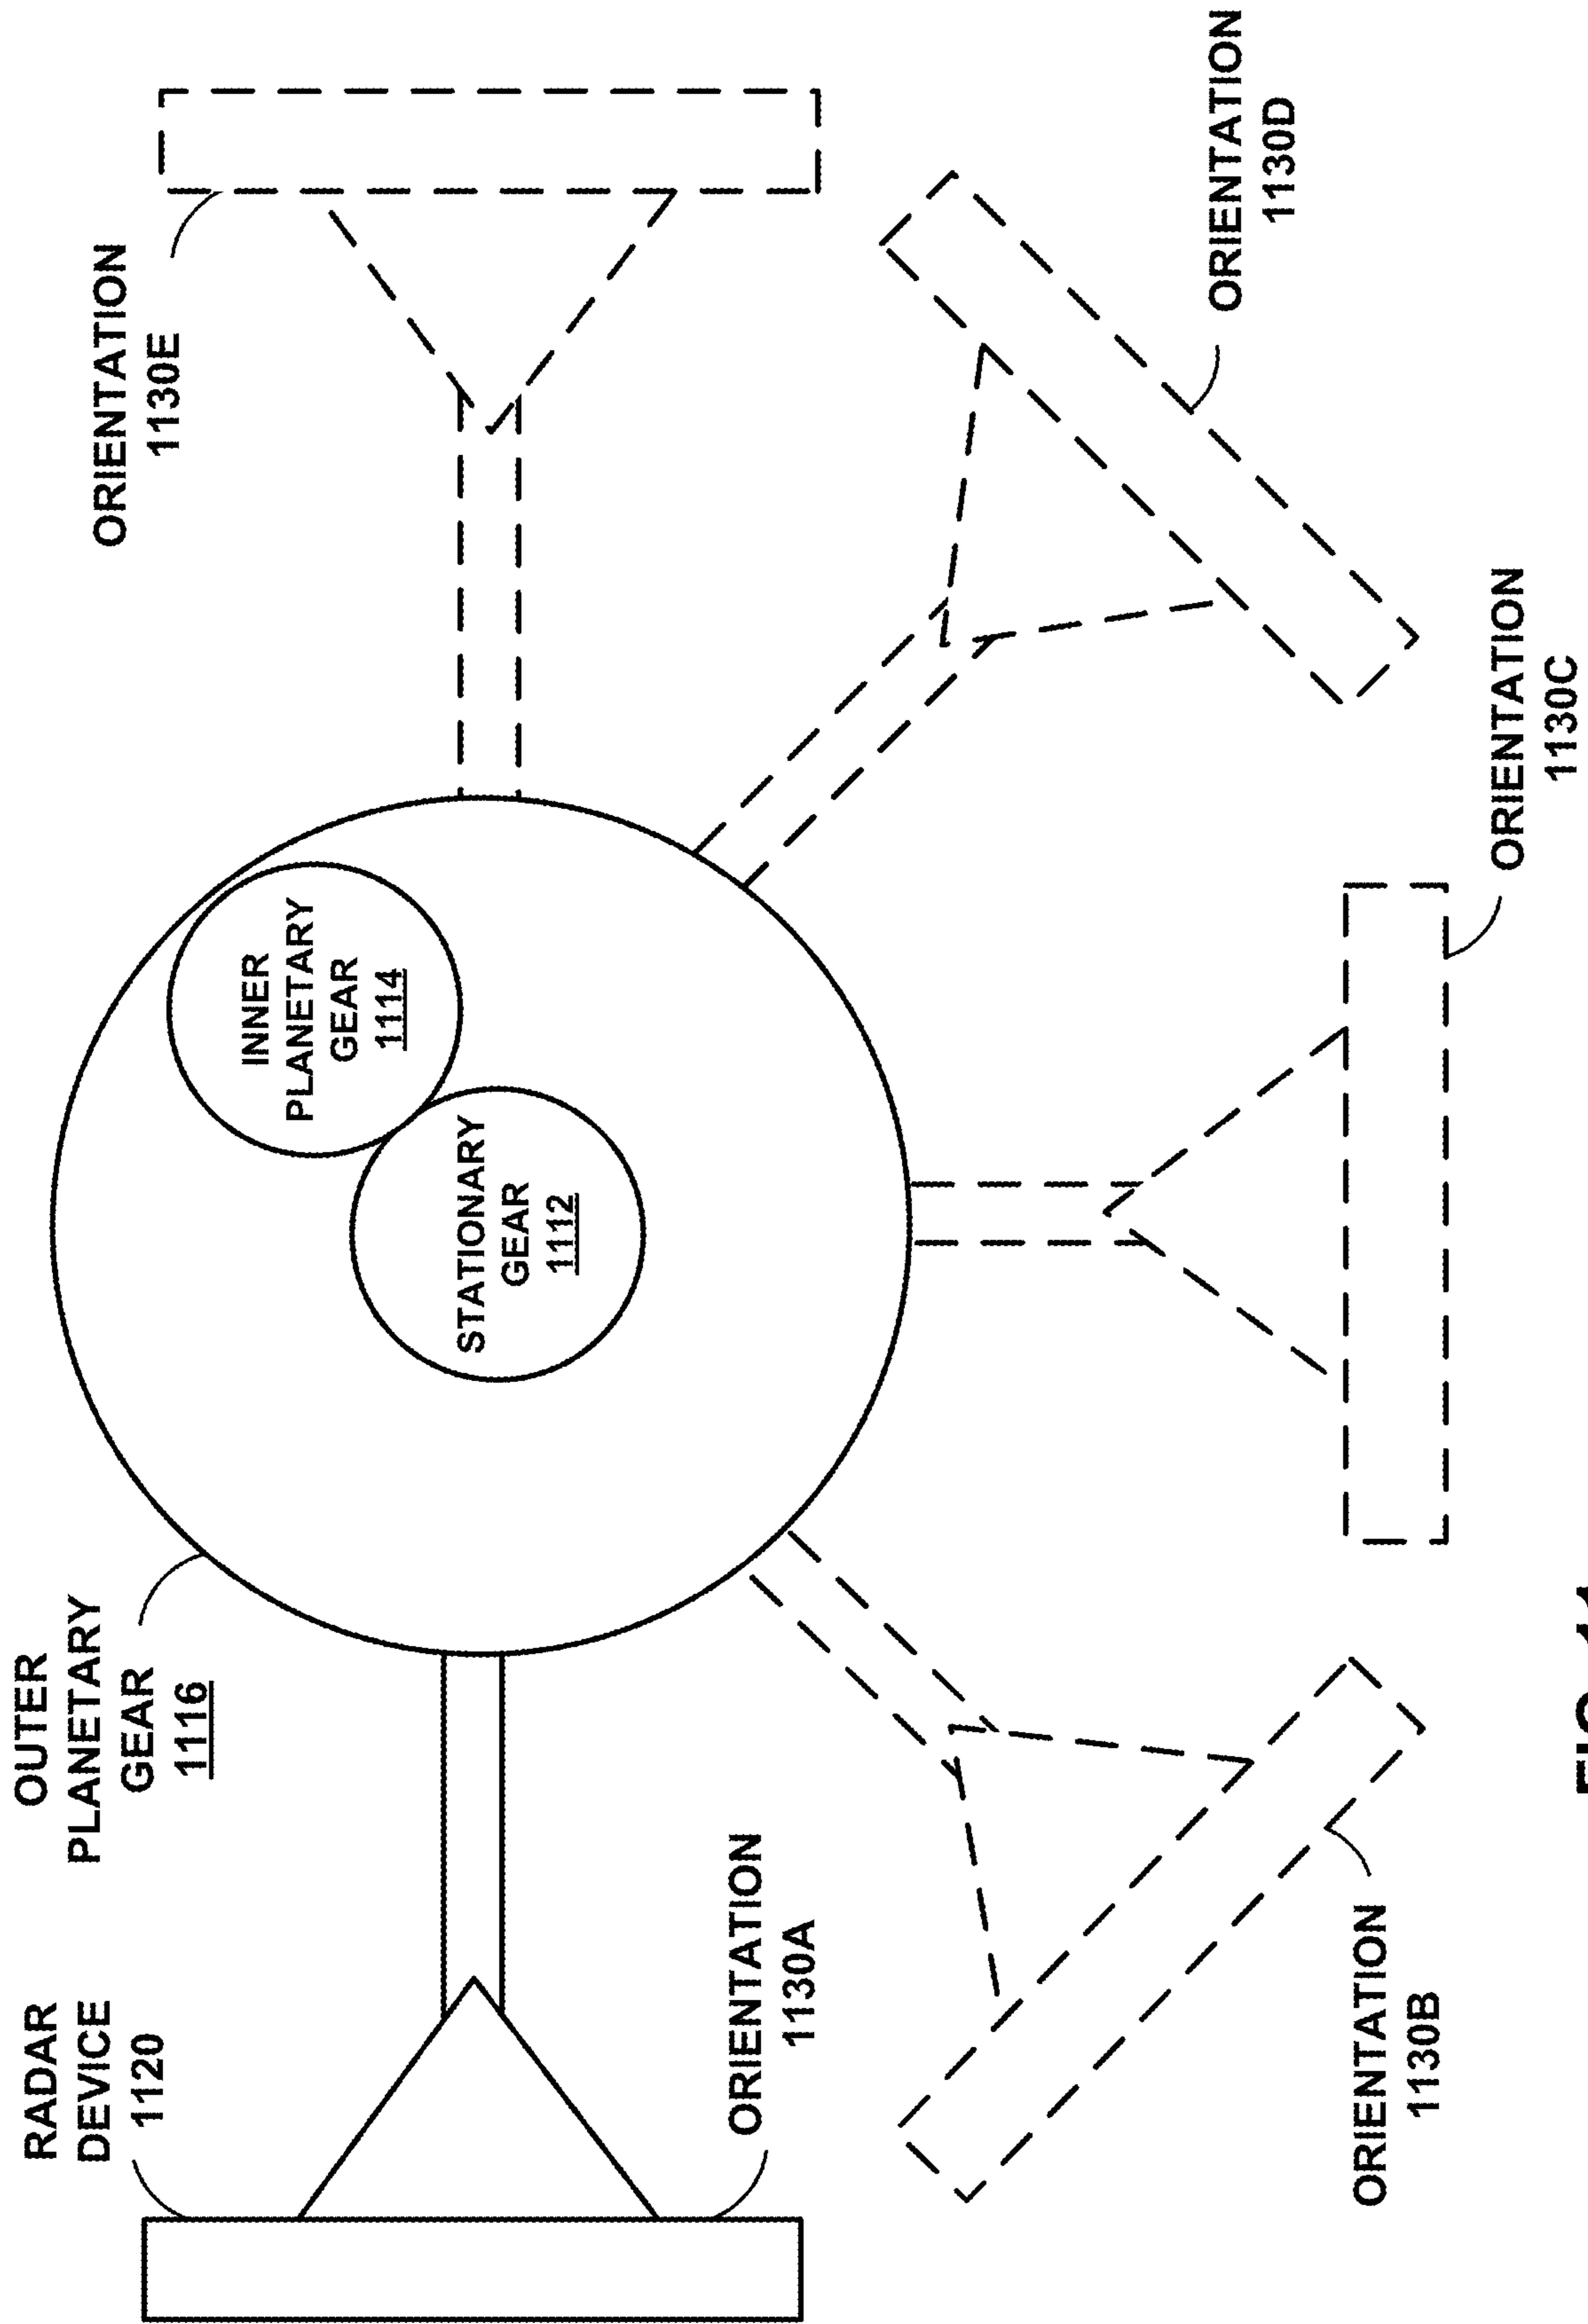 RADAR
DEVICE
1120
OUTER
PLANETARY
GEAR
1116
INNER
PLANETARY
GEAR
1114
STATIONARY
GEAR
1112
ORIENTATION
1130A
ORIENTATION
1130B
ORIENTATION
1130C
ORIENTATION
1130D
ORIENTATION
1130E